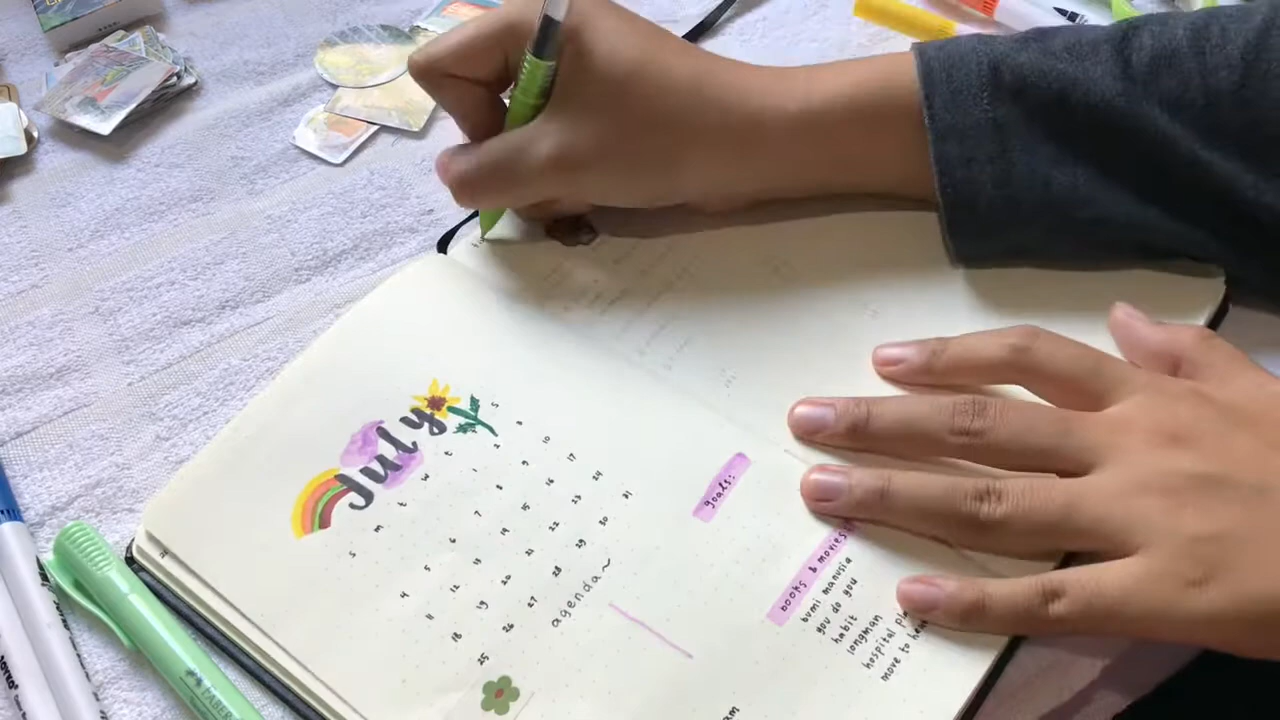 July
s m t w t s
1 2 3
4 5 6 7 8 9 10
11 12 13 14 15 16 17
18 19 20 21 22 23 24
25 26 27 28 29 30 31
agenda~
goals:
books & movies
bumi manusia
you do you
habit
longman
hospital
move to
FABER